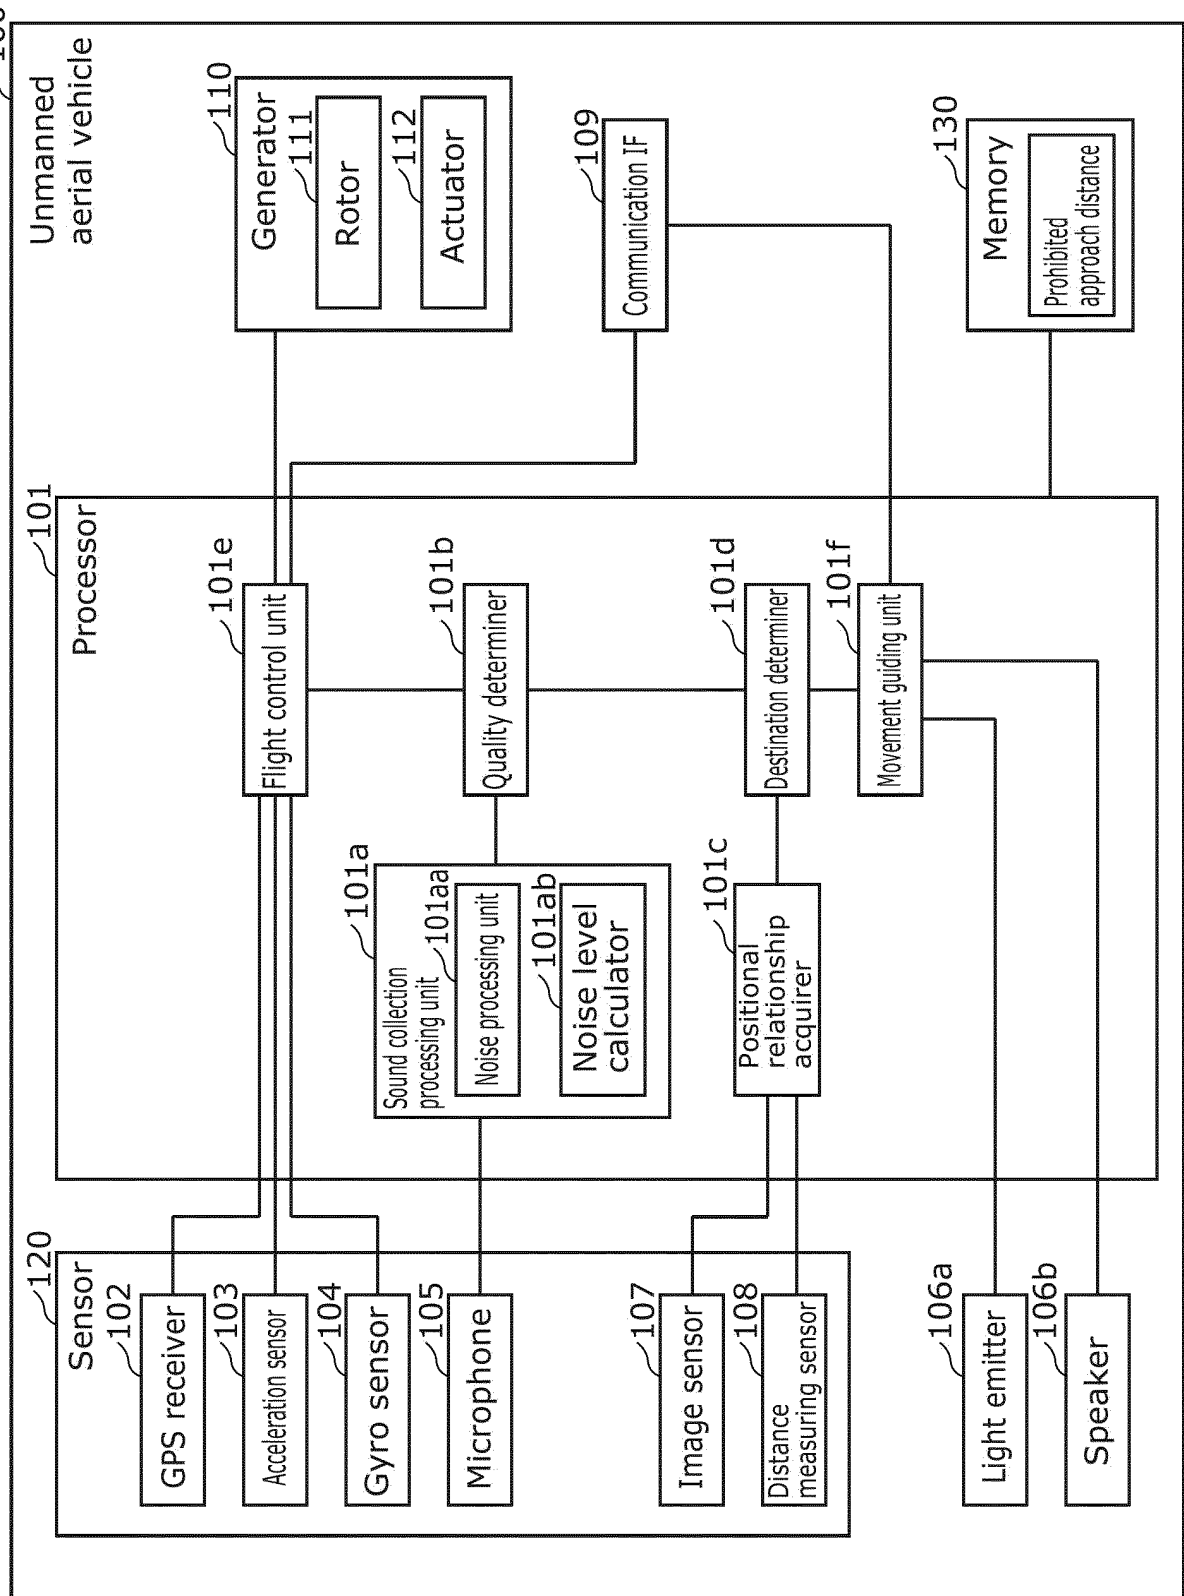 Unmanned
aerial vehicle
120
Sensor
102
GPS receiver
103
Acceleration sensor
104
Gyro sensor
105
Microphone
107
Image sensor
108
Distance
measuring sensor
106a
Light emitter
106b
Speaker
101
Processor
101e
Flight control unit
101a
Sound collection
processing unit
101aa
Noise processing unit
101ab
Noise level
calculator
101b
Quality determiner
101c
Positional
relationship
acquirer
101d
Destination determiner
101f
Movement guiding unit
110
Generator
111
Rotor
112
Actuator
109
Communication IF
130
Memory
Prohibited
approach distance